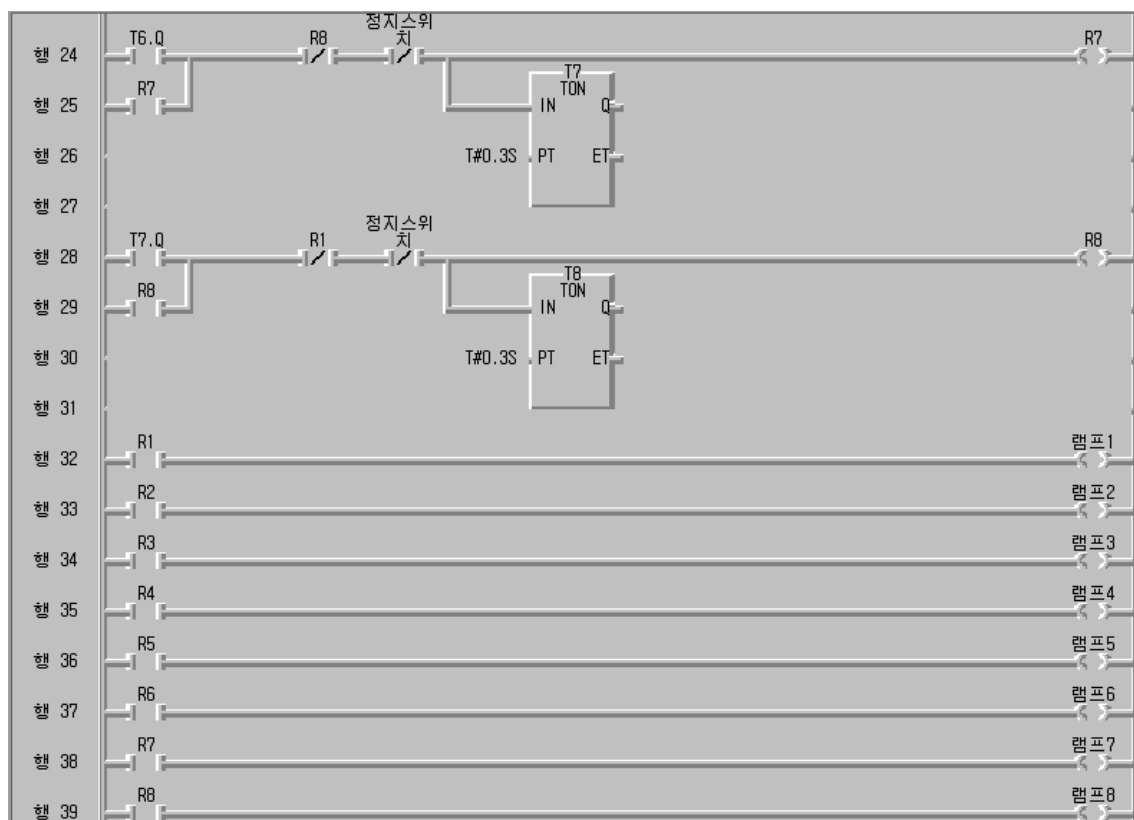 정지스위
T6.Q R8 치 R7
행 24
T7
R7 TON
행 25 IN Q
행 26 T#0.3S PT ET
행 27
정지스위
T7.Q R1 치 R8
행 28
T8
R8 TON
행 29 IN Q
행 30 T#0.3S PT ET
행 31
R1 램프1
행 32
R2 램프2
행 33
R3 램프3
행 34
R4 램프4
행 35
R5 램프5
행 36
R6 램프6
행 37
R7 램프7
행 38
R8 램프8
행 39